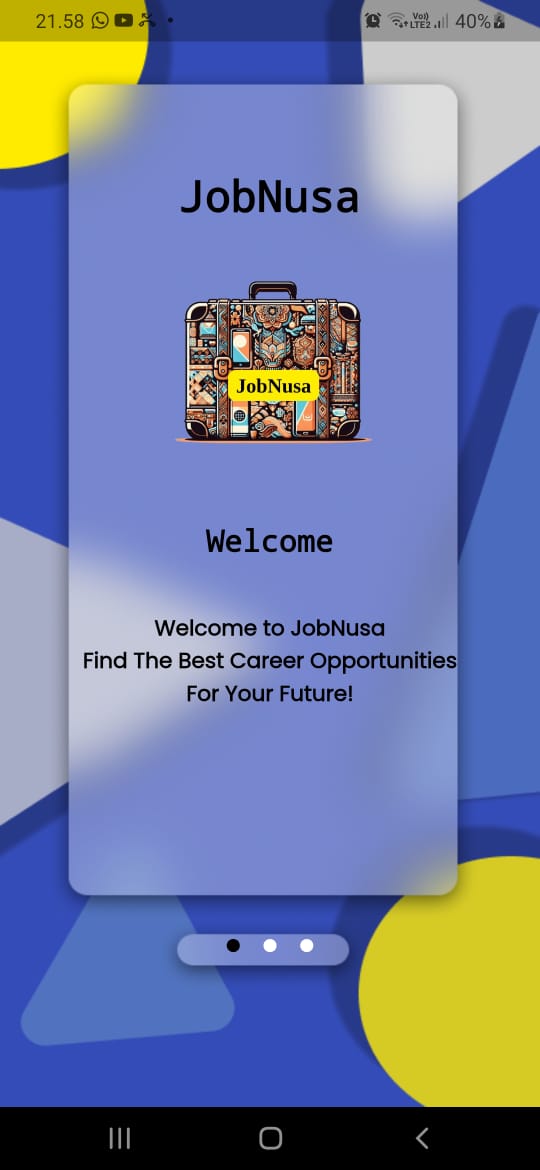 21.58
Vo))
LTE2
40%
JobNusa
JobNusa
Welcome
Welcome to JobNusa
Find The Best Career Opportunities
For Your Future!